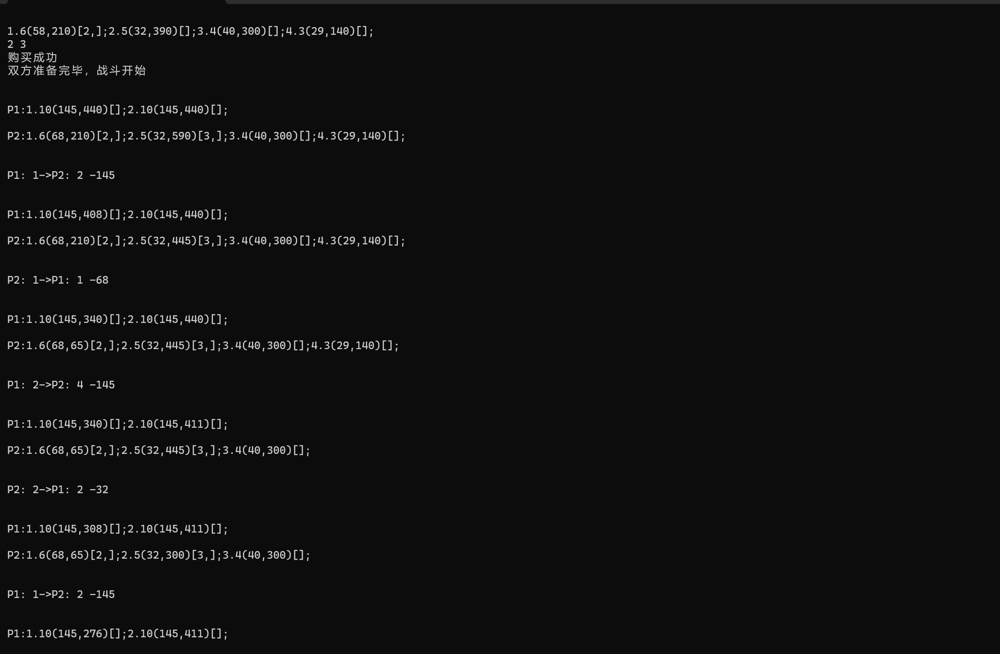 1.6(58,210)[2,];2.5(32,390)[];3.4(40,300)[];4.3(29,140)[];
2 3
购买成功
双方准备完毕，战斗开始
P1:1.10(145,440)[];2.10(145,440)[];
P2:1.6(68,210)[2,];2.5(32,590)[3,];3.4(40,300)[];4.3(29,140)[];
P1: 1->P2: 2 -145
P1:1.10(145,408)[];2.10(145,440)[];
P2:1.6(68,210)[2,];2.5(32,445)[3,];3.4(40,300)[];4.3(29,140)[];
P2: 1->P1: 1 -68
P1:1.10(145,340)[];2.10(145,440)[];
P2:1.6(68,65)[2,];2.5(32,445)[3,];3.4(40,300)[];4.3(29,140)[];
P1: 2->P2: 4 -145
P1:1.10(145,340)[];2.10(145,411)[];
P2:1.6(68,65)[2,];2.5(32,445)[3,];3.4(40,300)[];
P2: 2->P1: 2 -32
P1:1.10(145,308)[];2.10(145,411)[];
P2:1.6(68,65)[2,];2.5(32,300)[3,];3.4(40,300)[];
P1: 1->P2: 2 -145
P1:1.10(145,276)[];2.10(145,411)[];